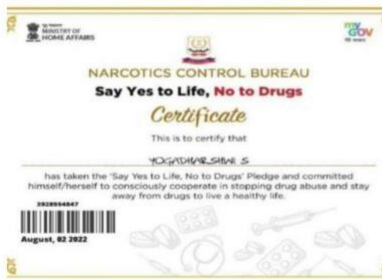 MINISTRY OF
HOME AFFAIRS
my
GOV
NARCOTICS CONTROL BUREAU
Say Yes to Life, No to Drugs
Certificate
This is to certify that
YOGADHARSHINI S
has taken the 'Say Yes to Life, No to Drugs' Pledge and committed
himself/herself to consciously cooperate in stopping drug abuse and stay
away from drugs to live a healthy life.
August, 02 2022